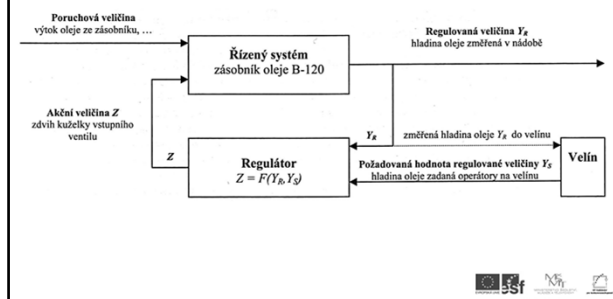 Poruchová veličina
výtok oleje ze zásobníku, ...
Regulovaná veličina Y_R
hladina oleje změřená v nádobě
Řízený systém
zásobník oleje B-120
Akční veličina Z
zdvih kuželky vstupního
ventilu
Z
Y_R
změřená hladina oleje Y_R do velínu
Regulátor
Z = F(Y_R, Y_S)
Požadovaná hodnota regulované veličiny Y_S
hladina oleje zadaná operátory na velínu
Velín
esf